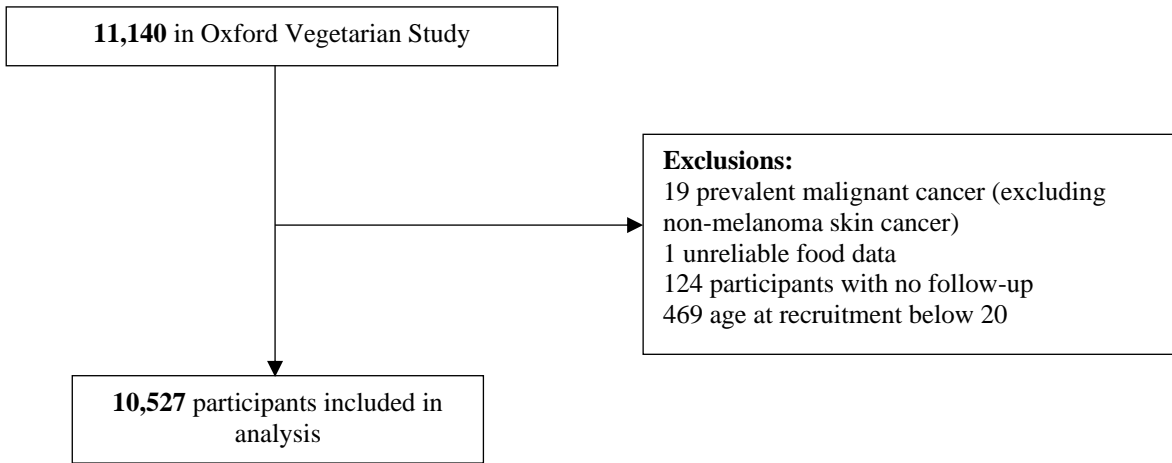 11,140 in Oxford Vegetarian Study
Exclusions:
19 prevalent malignant cancer (excluding
non-melanoma skin cancer)
1 unreliable food data
124 participants with no follow-up
469 age at recruitment below 20
10,527 participants included in
analysis